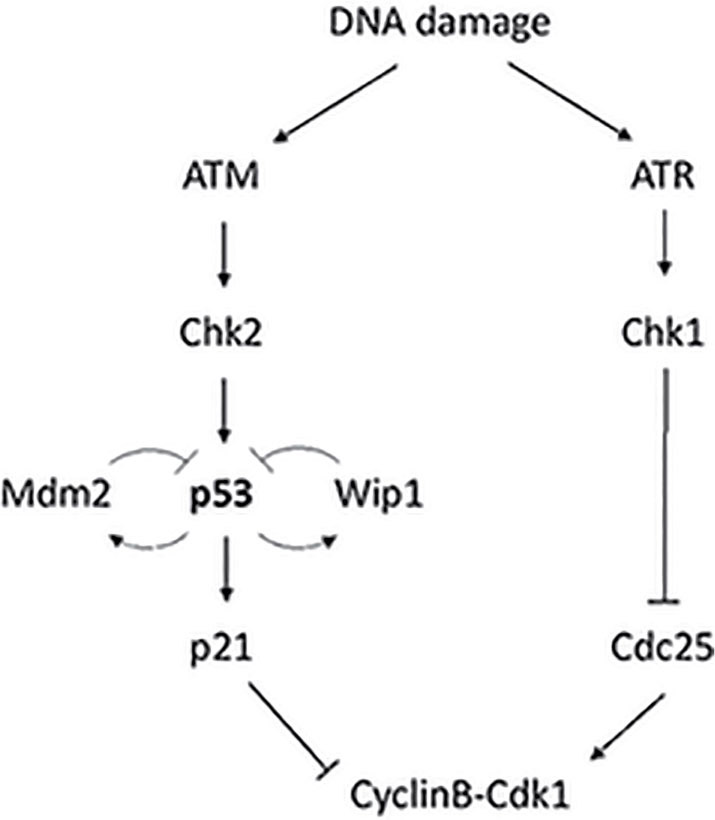 DNA damage
ATM ATR
Chk2 Chk1
Mdm2 p53 Wip1
p21 Cdc25
CyclinB-Cdk1